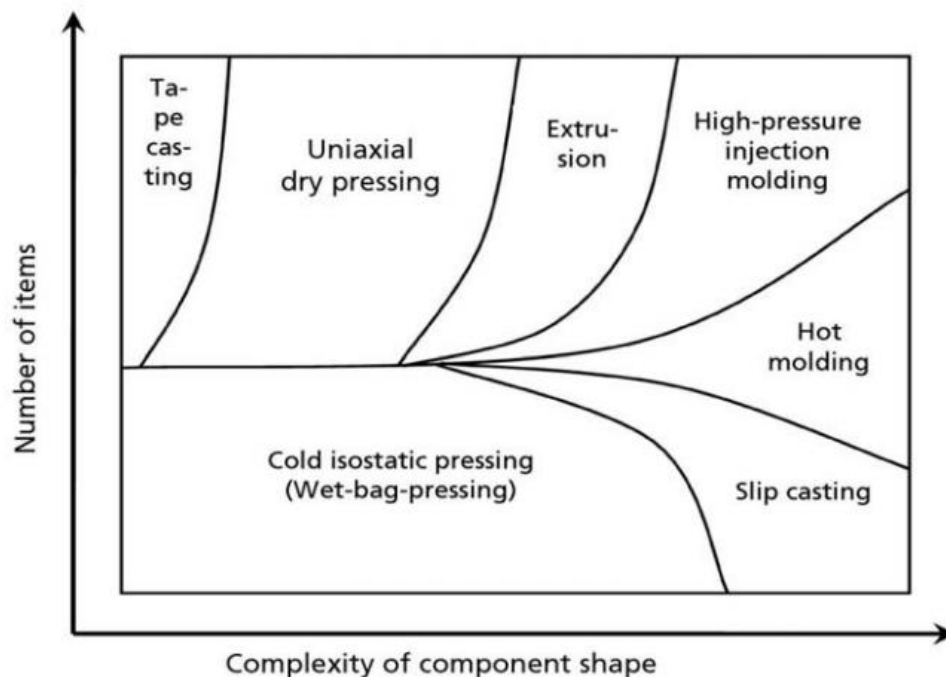 Ta-
pe
cas-
ting
Uniaxial
dry pressing
Extru-
sion
High-pressure
injection
molding
Hot
molding
Cold isostatic pressing
(Wet-bag-pressing)
Slip casting
Number of items
Complexity of component shape